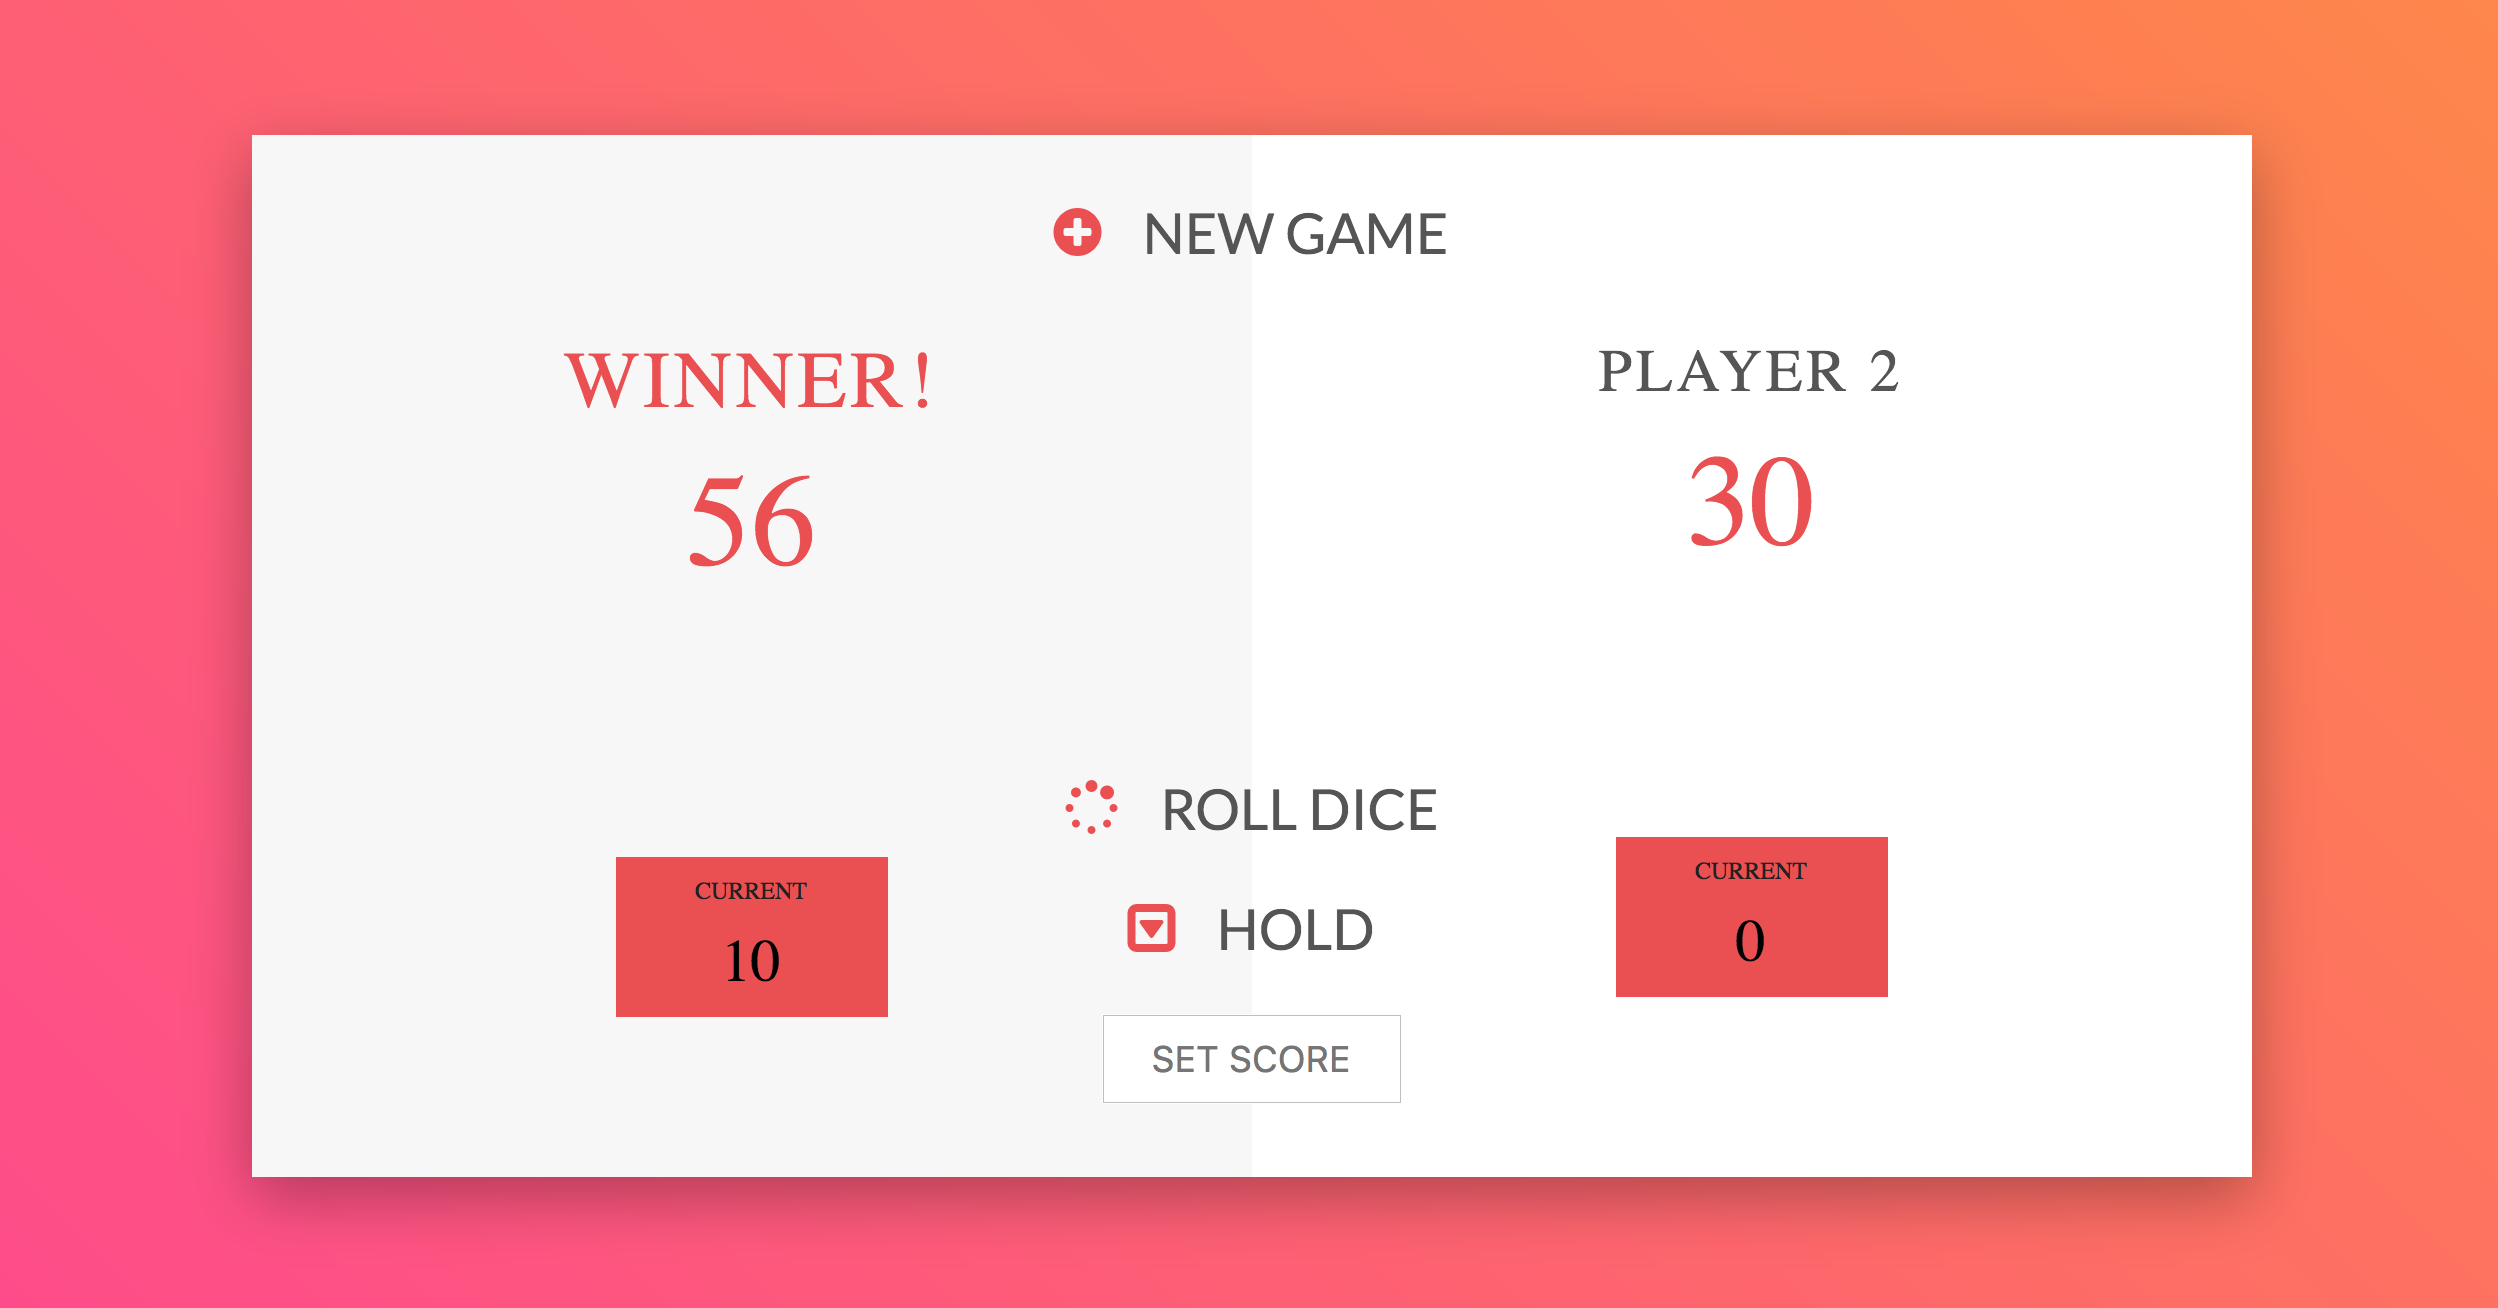 NEW GAME
WINNER!
56
PLAYER 2
30
ROLL DICE
HOLD
CURRENT
10
CURRENT
0
SET SCORE